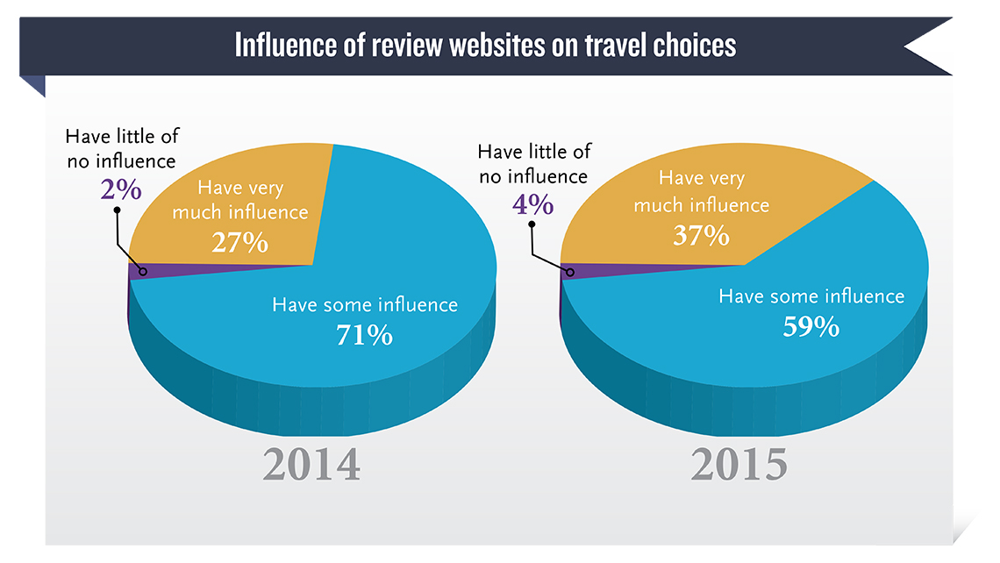 Influence of review websites on travel choices
Have little of
no influence
2%
Have very
much influence
27%
Have some influence
71%
2014
Have little of
no influence
4%
Have very
much influence
37%
Have some influence
59%
2015